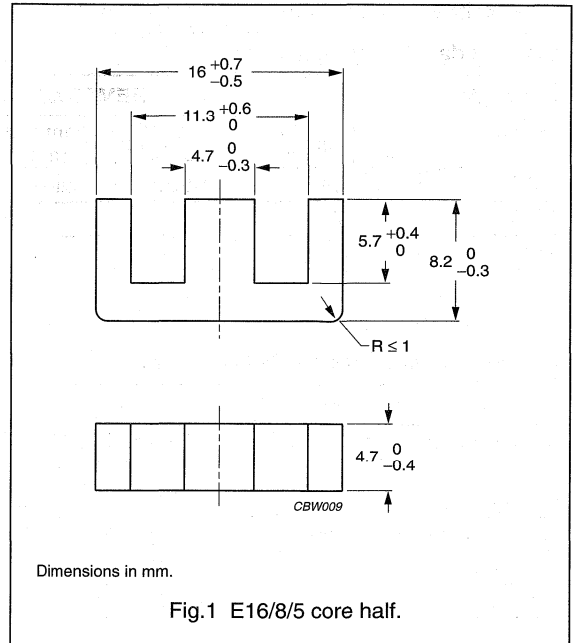 16 +0.7 −0.5
11.3 +0.6 0
4.7 0 −0.3
5.7 +0.4 0
8.2 0 −0.3
R ≤ 1
4.7 0 −0.4
CBW009
Dimensions in mm.
Fig.1 E16/8/5 core half.